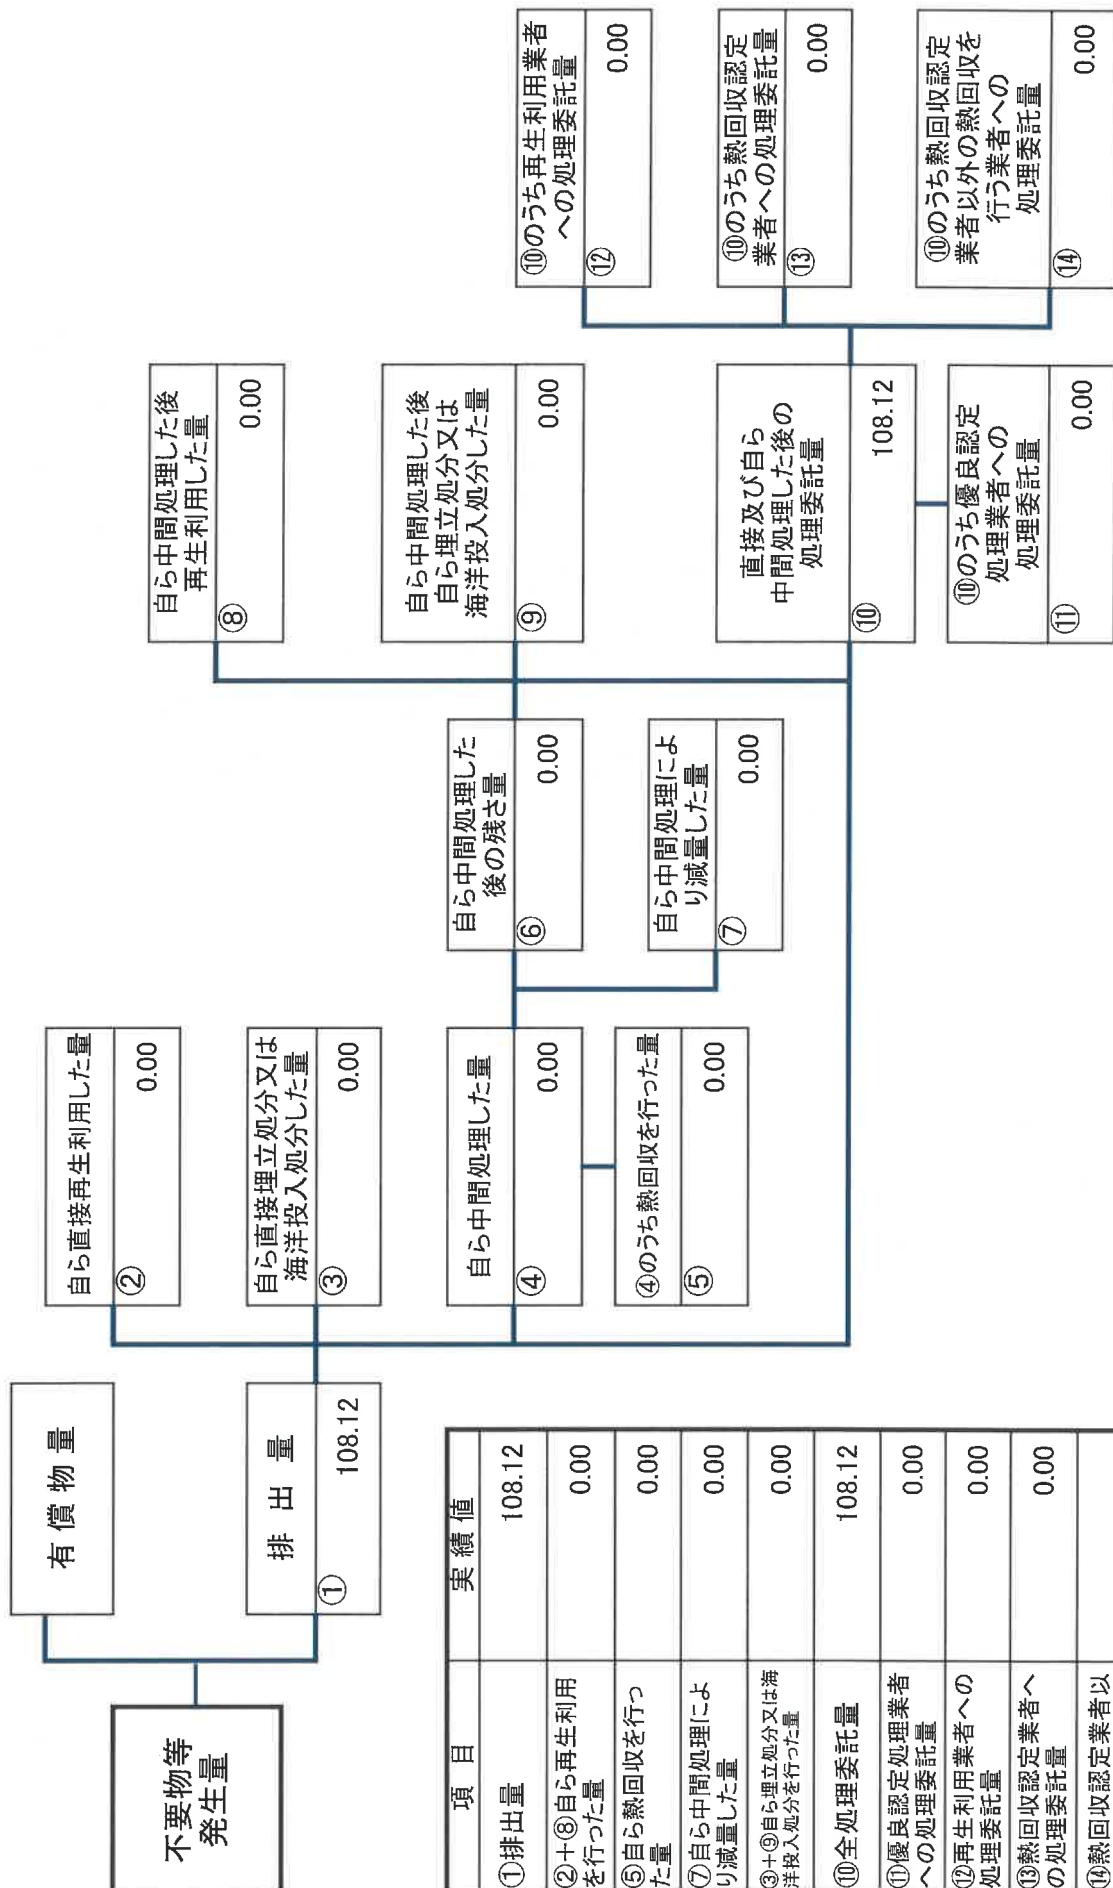 不要物等
発生量
有 償 物 量
排 出 量
① 108.12
自ら直接再生利用した量
② 0.00
自ら直接埋立処分又は
海洋投入処分した量
③ 0.00
自ら中間処理した量
④ 0.00
④のうち熱回収を行った量
⑤ 0.00
自ら中間処理した
後の残さ量
⑥ 0.00
自ら中間処理によ
り減量した量
⑦ 0.00
自ら中間処理した後
再生利用した量
⑧ 0.00
自ら中間処理した後
自ら埋立処分又は
海洋投入処分した量
⑨ 0.00
直接及び自ら
中間処理した後の
処理委託量
⑩ 108.12
⑩のうち優良認定
処理業者への
処理委託量
⑪ 0.00
⑩のうち再生利用業者
への処理委託量
⑫ 0.00
⑩のうち熱回収認定
業者への処理委託量
⑬ 0.00
⑩のうち熱回収認定
業者以外の熱回収を
行う業者への
処理委託量
⑭ 0.00
項 目 実 績 値
①排出量 108.12
②+⑧自ら再生利用
を行った量 0.00
⑤自ら熱回収を行っ
た量 0.00
⑦自ら中間処理によ
り減量した量 0.00
③+⑨自ら埋立処分又は海
洋投入処分を行った量 0.00
⑩全処理委託量 108.12
⑪優良認定処理業者
への処理委託量 0.00
⑫再生利用業者への
処理委託量 0.00
⑬熱回収認定業者へ
の処理委託量 0.00
⑭熱回収認定業者以